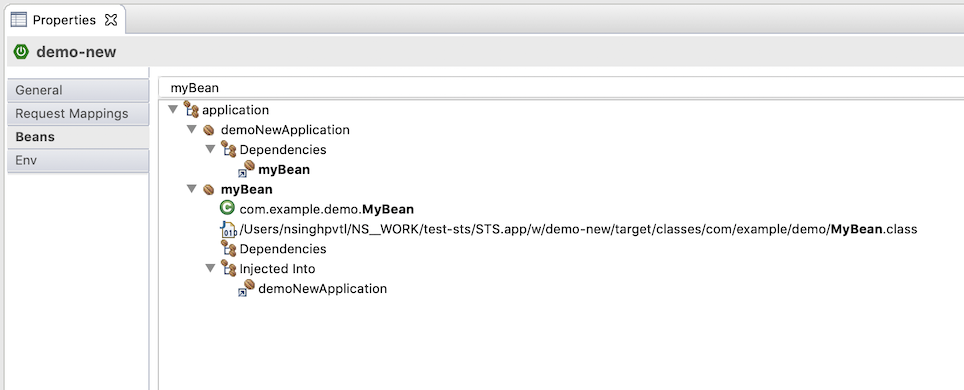 Properties
demo-new
General
Request Mappings
Beans
Env
myBean
application
demoNewApplication
Dependencies
myBean
myBean
com.example.demo.MyBean
/Users/nsinghpvtl/NS__WORK/test-sts/STS.app/w/demo-new/target/classes/com/example/demo/MyBean.class
Dependencies
Injected Into
demoNewApplication